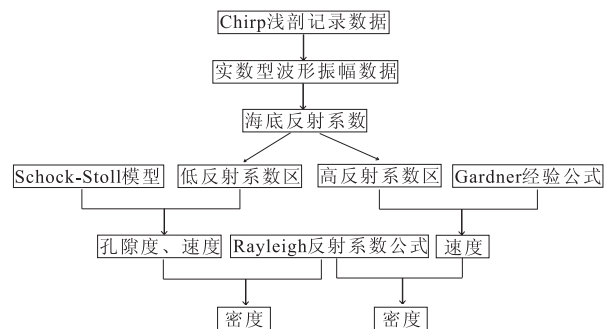 Chirp浅剖记录数据
实数型波形振幅数据
海底反射系数
Schock-Stoll模型 低反射系数区 高反射系数区 Gardner经验公式
孔隙度、速度 Rayleigh反射系数公式 速度
密度 密度